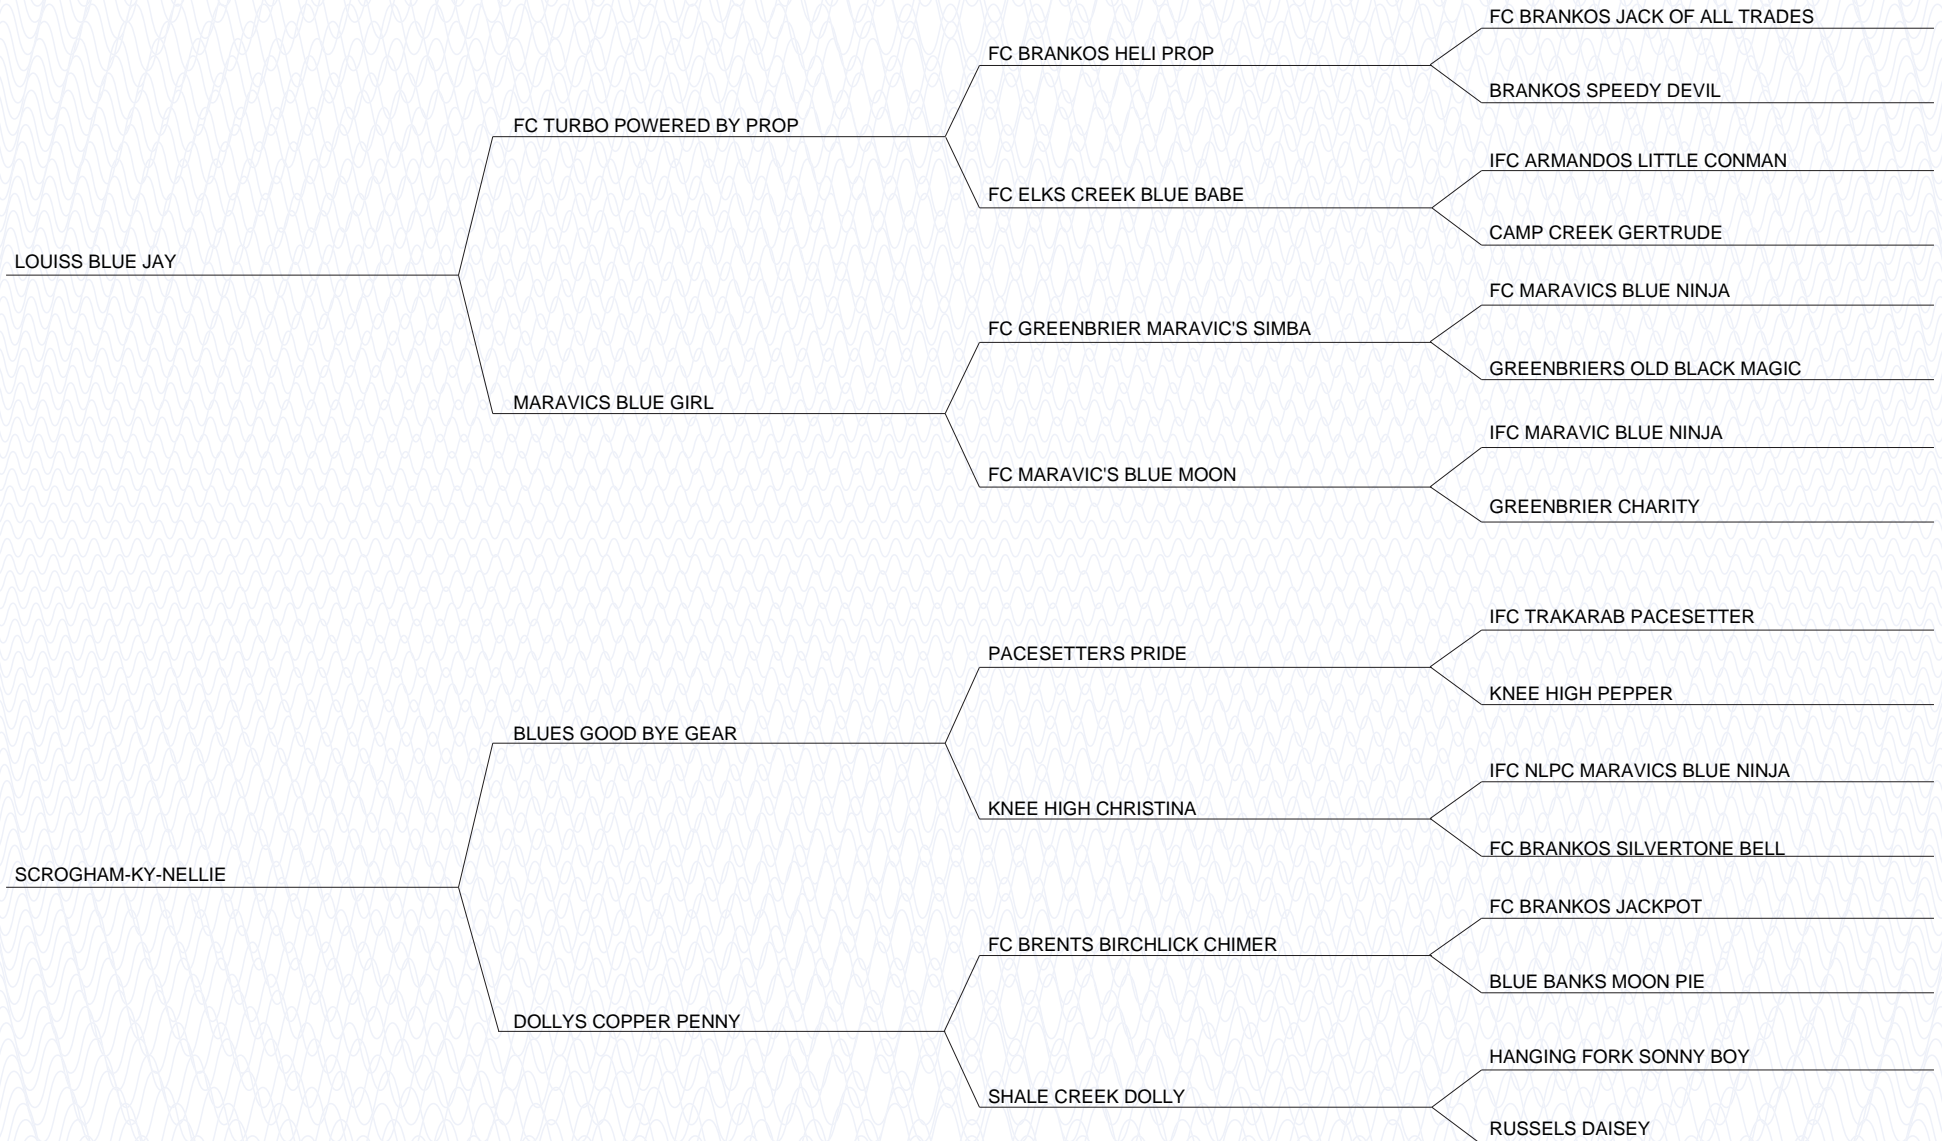 FC BRANKOS JACK OF ALL TRADES
FC BRANKOS HELI PROP
BRANKOS SPEEDY DEVIL
FC TURBO POWERED BY PROP
IFC ARMANDOS LITTLE CONMAN
FC ELKS CREEK BLUE BABE
CAMP CREEK GERTRUDE
LOUISS BLUE JAY
FC MARAVICS BLUE NINJA
FC GREENBRIER MARAVIC'S SIMBA
GREENBRIERS OLD BLACK MAGIC
MARAVICS BLUE GIRL
IFC MARAVIC BLUE NINJA
FC MARAVIC'S BLUE MOON
GREENBRIER CHARITY
IFC TRAKARAB PACESETTER
PACESETTERS PRIDE
KNEE HIGH PEPPER
BLUES GOOD BYE GEAR
IFC NLPC MARAVICS BLUE NINJA
KNEE HIGH CHRISTINA
FC BRANKOS SILVERTONE BELL
SCROGHAM-KY-NELLIE
FC BRANKOS JACKPOT
FC BRENTS BIRCHLICK CHIMER
BLUE BANKS MOON PIE
DOLLYS COPPER PENNY
HANGING FORK SONNY BOY
SHALE CREEK DOLLY
RUSSELS DAISEY